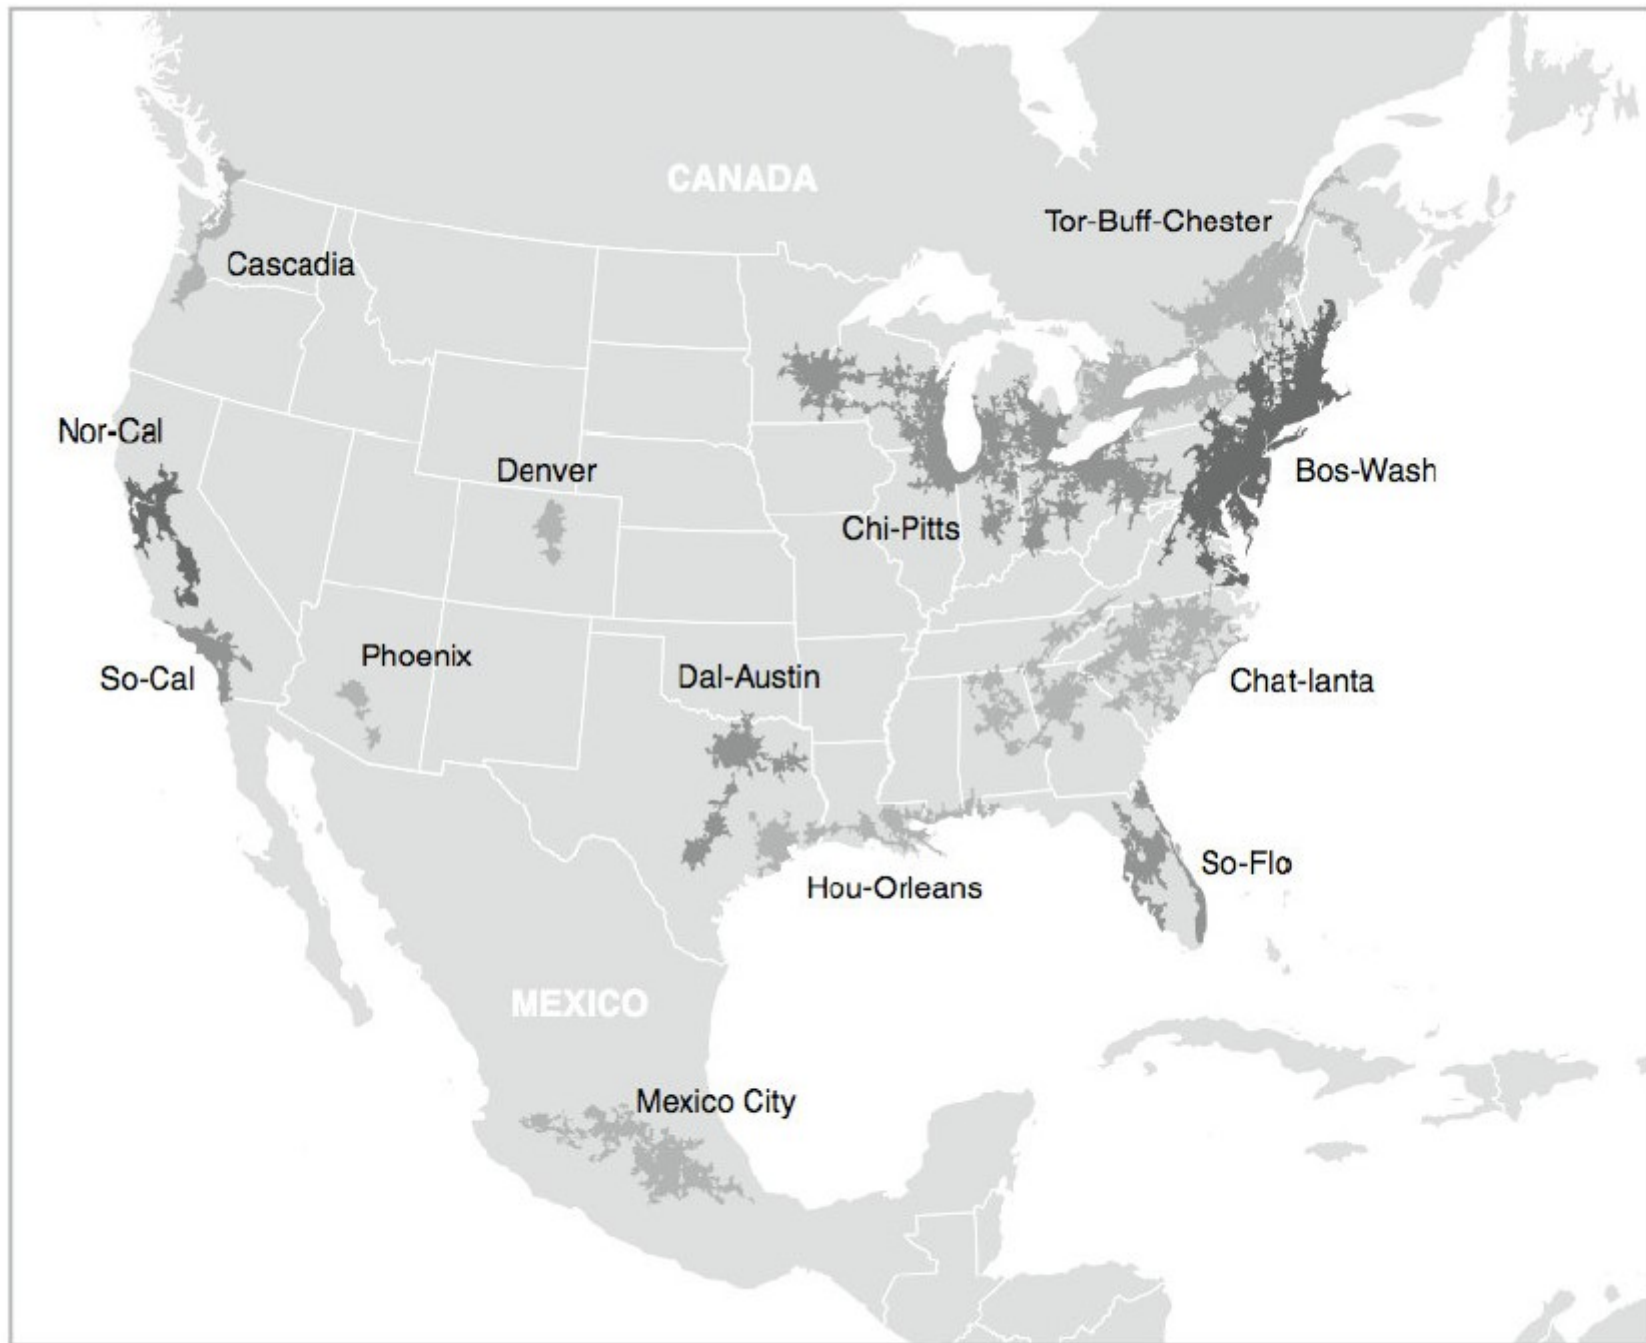 CANADA
Tor-Buff-Chester
Cascadia
Nor-Cal
Denver
Bos-Wash
Chi-Pitts
Phoenix
So-Cal
Dal-Austin
Chat-lanta
So-Flo
Hou-Orleans
MEXICO
Mexico City